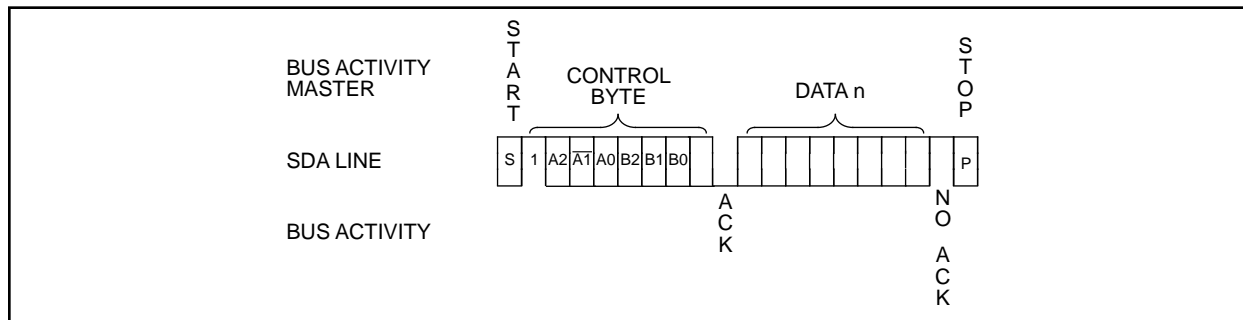 START
STOP
BUS ACTIVITY
MASTER
CONTROL
BYTE
DATA n
SDA LINE
S 1 A2 A̅1̅ A0 B2 B1 B0 P
BUS ACTIVITY
ACK
NO ACK